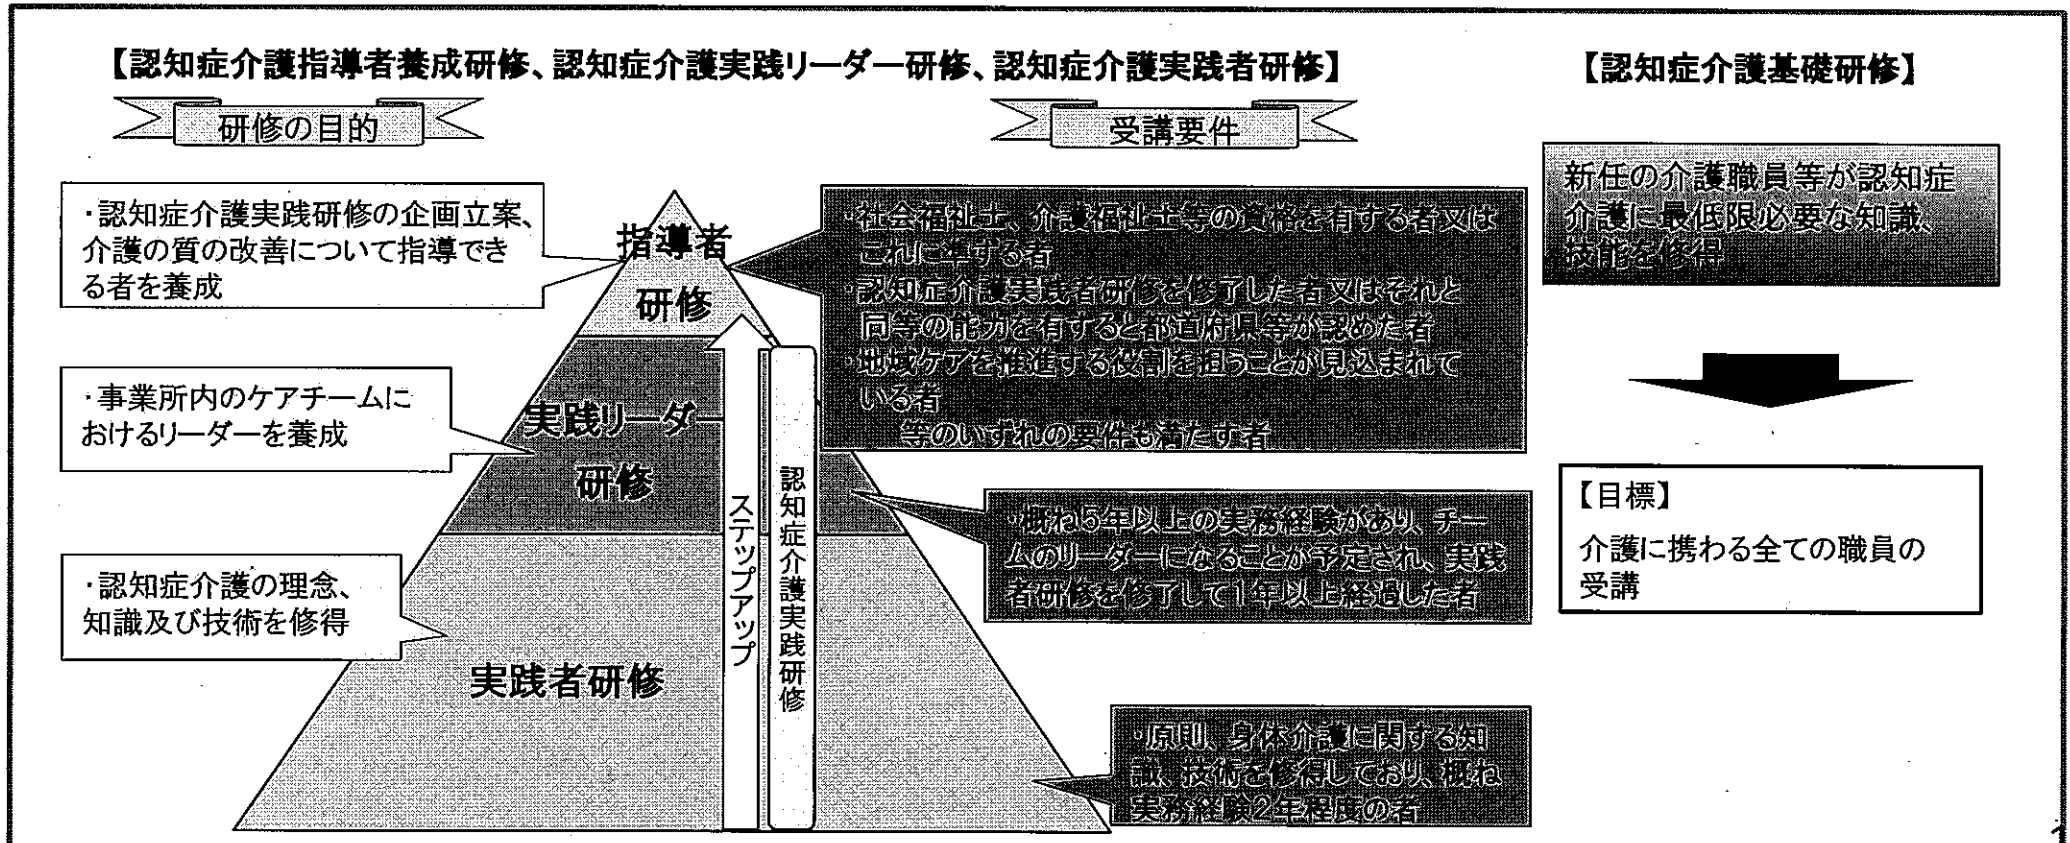 【認知症介護指導者養成研修、認知症介護実践リーダー研修、認知症介護実践者研修】
【認知症介護基礎研修】
研修の目的
受講要件
・認知症介護実践研修の企画立案、
介護の質の改善について指導でき
る者を養成
指導者
研修
・社会福祉士、介護福祉士等の資格を有する者又は
これに準ずる者
・認知症介護実践者研修を修了した者又はそれと
同等の能力を有すると都道府県等が認めた者
・地域ケアを推進する役割を担うことが見込まれて
いる者
等のいずれの要件も満たす者
新任の介護職員等が認知症
介護に最低限必要な知識、
技能を修得
・事業所内のケアチームに
おけるリーダーを養成
実践リーダー
研修
ステップアップ
認知症介護実践研修
・概ね5年以上の実務経験があり、チー
ムのリーダーになることが予定され、実践
者研修を修了して1年以上経過した者
【目標】
介護に携わる全ての職員の
受講
・認知症介護の理念、
知識及び技術を修得
実践者研修
・原則、身体介護に関する知
識、技術を修得しており、概ね
実務経験2年程度の者